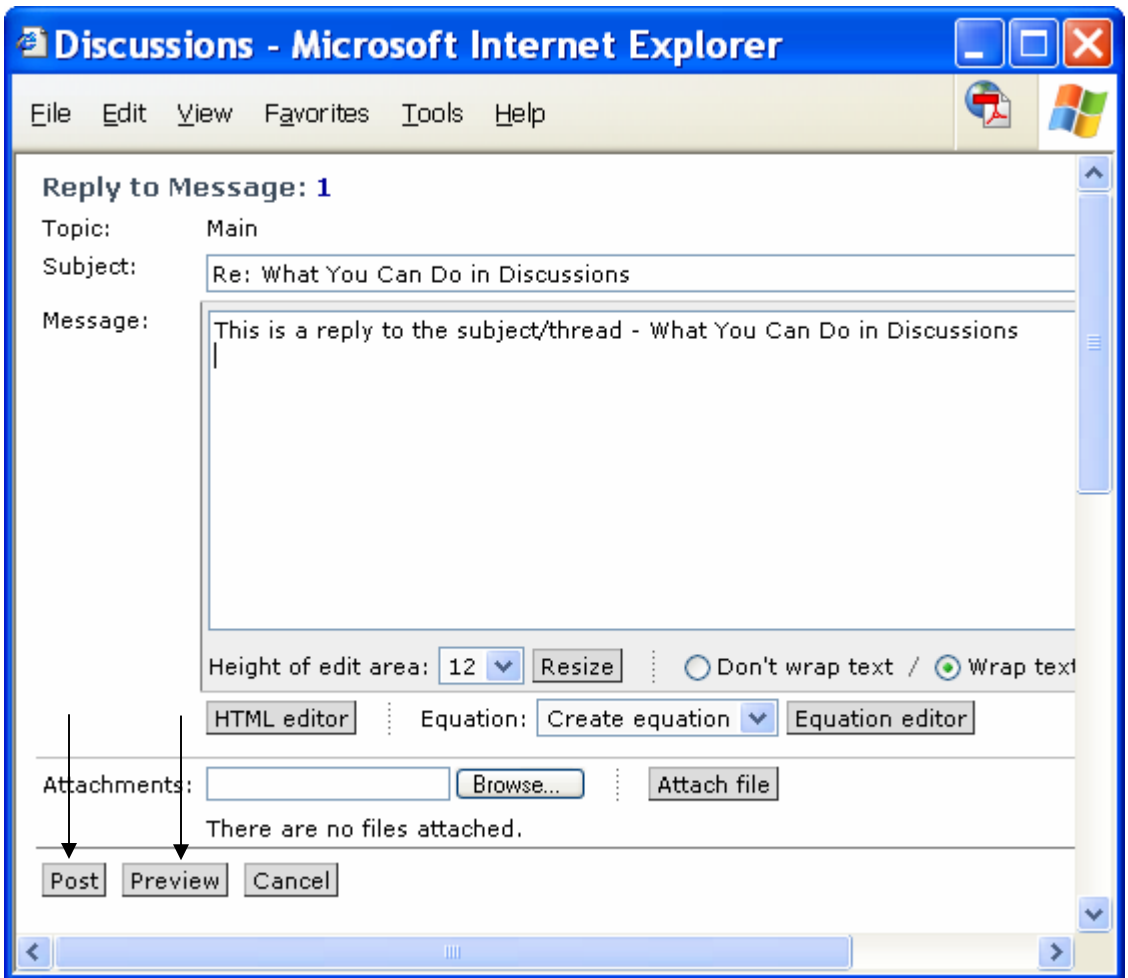 Discussions - Microsoft Internet Explorer
File Edit View Favorites Tools Help
Reply to Message: 1
Topic: Main
Subject: Re: What You Can Do in Discussions
Message: This is a reply to the subject/thread - What You Can Do in Discussions
Height of edit area: 12 Resize Don't wrap text / Wrap text
HTML editor Equation: Create equation Equation editor
Attachments: Browse... Attach file
There are no files attached.
Post Preview Cancel